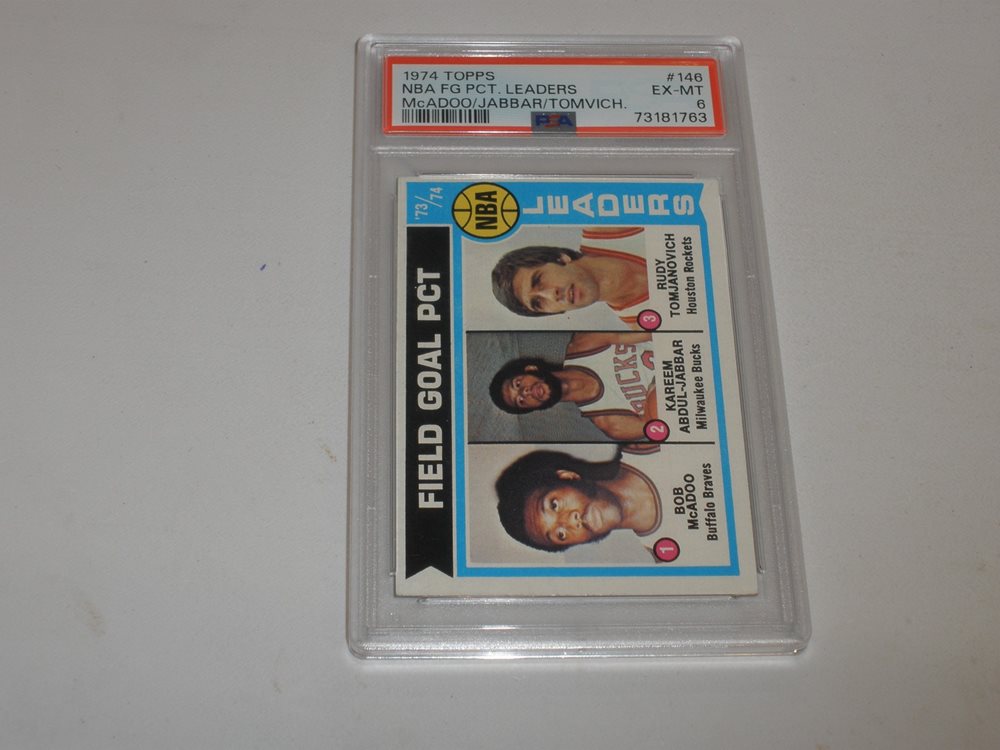 1974 TOPPS
NBA FG PCT. LEADERS
McADOO/JABBAR/TOMVICH.
#146
EX-MT
6
73181763
PSA
'73/'74
NBA
LEADERS
FIELD GOAL PCT
1
BOB
McADOO
Buffalo Braves
2
KAREEM
ABDUL-JABBAR
Milwaukee Bucks
BUCKS
3
RUDY
TOMJANOVICH
Houston Rockets